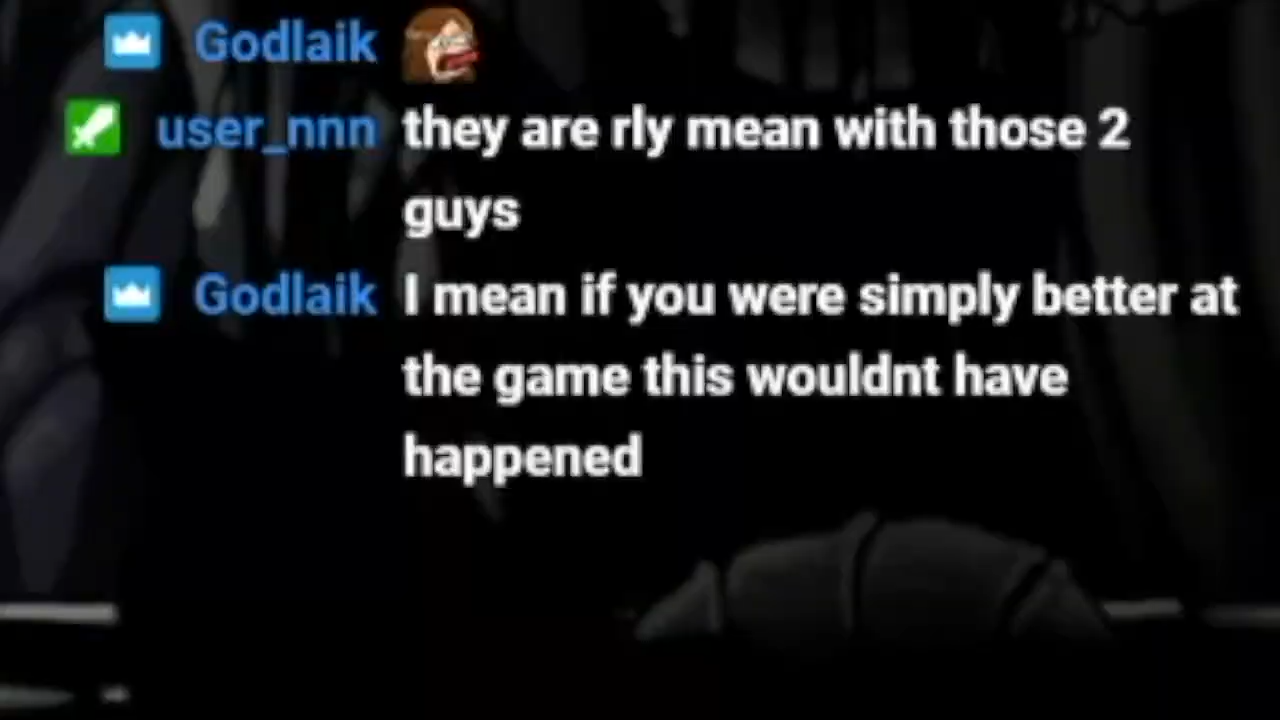 Godlaik
user_nnn they are rly mean with those 2
guys
Godlaik I mean if you were simply better at
the game this wouldnt have
happened